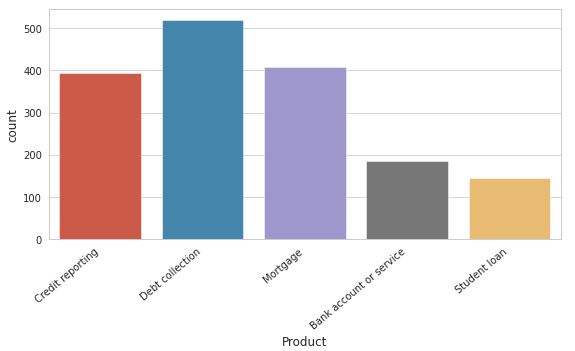 500
400
300
200
100
0
count
Credit reporting
Debt collection
Mortgage
Bank account or service
Student loan
Product